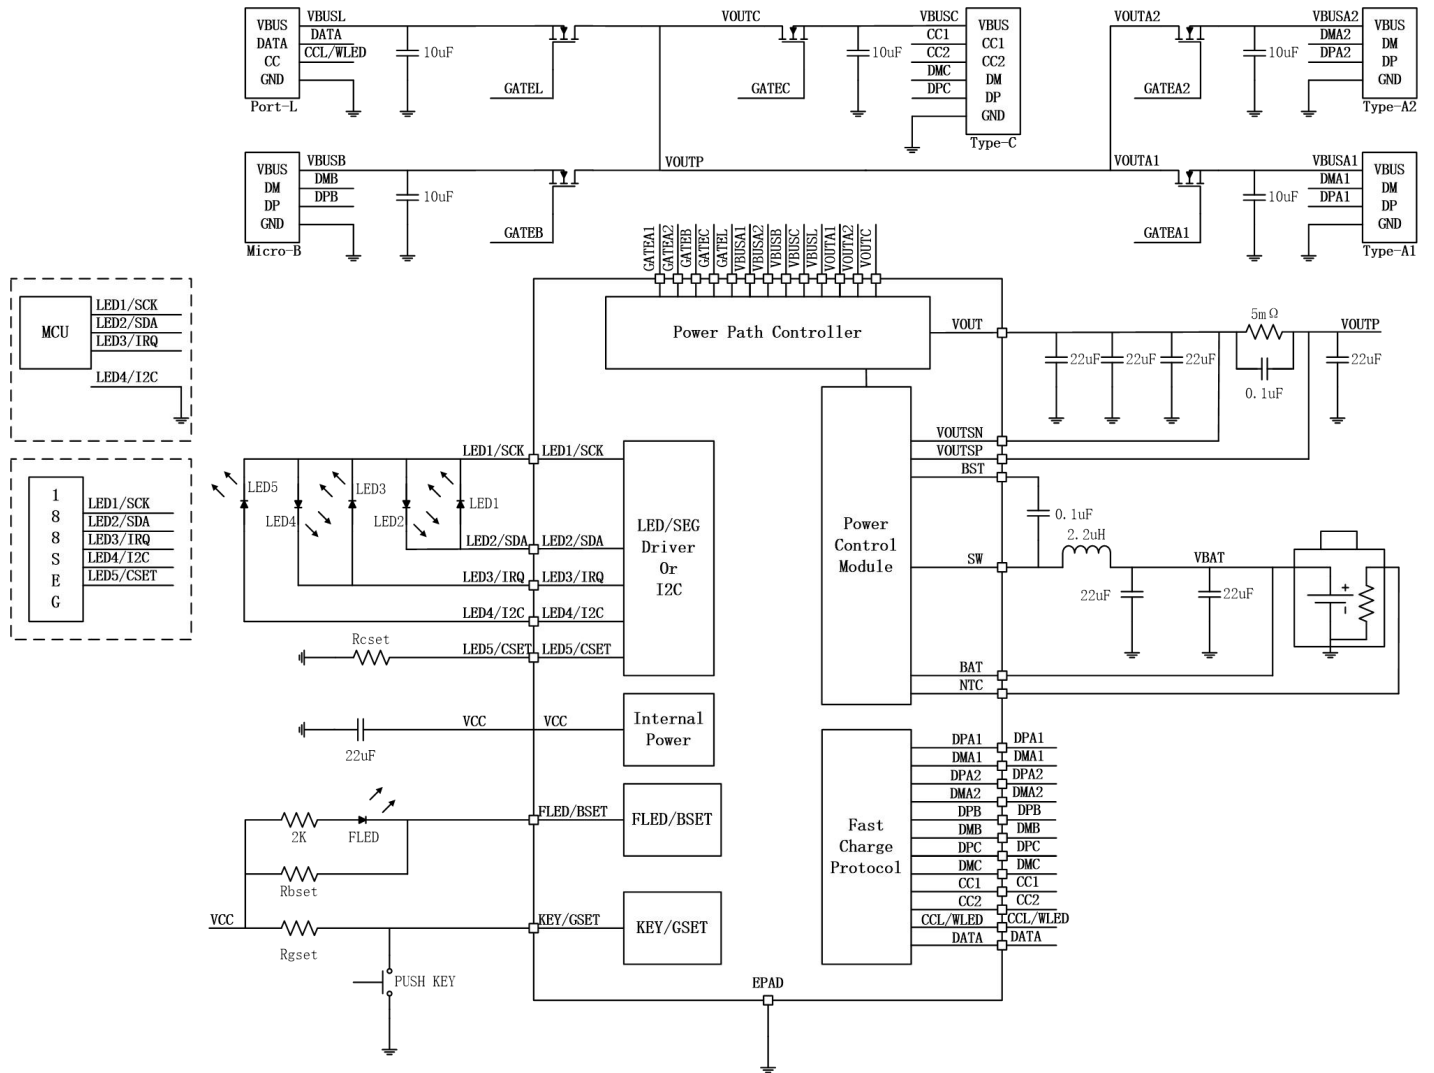 VBUS
DATA
CC
GND
Port-L
VBUSL
DATA
CCL/WLED
10uF
GATEL
VOUTC
GATEC
10uF
VBUSC
CC1
CC2
DMC
DPC
VBUS
CC1
CC2
DM
DP
GND
Type-C
VOUTA2
GATEA2
10uF
VBUSA2
DMA2
DPA2
VBUS
DM
DP
GND
Type-A2
VBUS
DM
DP
GND
Micro-B
VBUSB
DMB
DPB
10uF
GATEB
VOUTP
VOUTA1
GATEA1
10uF
VBUSA1
DMA1
DPA1
VBUS
DM
DP
GND
Type-A1
GATEA1
GATEA2
GATEB
GATEC
GATEL
VBUSA1
VBUSA2
VBUSB
VBUSC
VBUSL
VOUTA1
VOUTA2
VOUTC
MCU
LED1/SCK
LED2/SDA
LED3/IRQ
LED4/I2C
Power Path Controller
VOUT
5mΩ
VOUTP
22uF
22uF
22uF
22uF
0.1uF
1
8
8
S
E
G
LED1/SCK
LED2/SDA
LED3/IRQ
LED4/I2C
LED5/CSET
LED5
LED4
LED3
LED2
LED1
LED1/SCK
LED1/SCK
LED2/SDA
LED2/SDA
LED3/IRQ
LED3/IRQ
LED4/I2C
LED4/I2C
Rcset
LED5/CSET
LED5/CSET
LED/SEG
Driver
Or
I2C
Power
Control
Module
VOUTSN
VOUTSP
BST
0.1uF
2.2uH
SW
VBAT
22uF
22uF
+
-
BAT
NTC
VCC
VCC
22uF
Internal
Power
2K
FLED
Rbset
FLED/BSET
FLED/BSET
VCC
Rgset
KEY/GSET
KEY/GSET
PUSH KEY
Fast
Charge
Protocol
DPA1
DPA1
DMA1
DMA1
DPA2
DPA2
DMA2
DMA2
DPB
DPB
DMB
DMB
DPC
DPC
DMC
DMC
CC1
CC1
CC2
CC2
CCL/WLED
CCL/WLED
DATA
DATA
EPAD